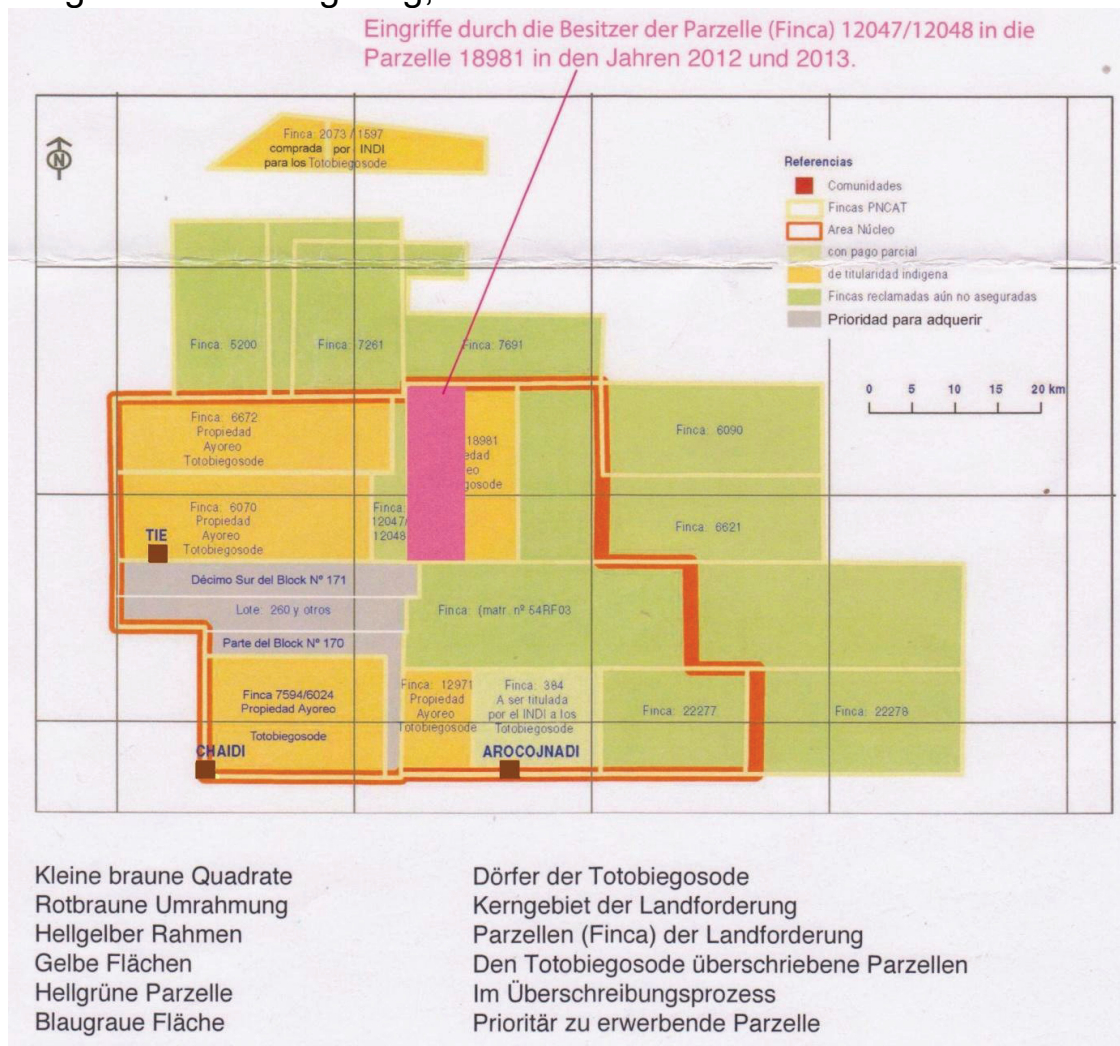 Eingriffe durch die Besitzer der Parzelle (Finca) 12047/12048 in die
Parzelle 18981 in den Jahren 2012 und 2013.
N
Finca: 2073 / 1597
comprada por INDI
para los Totobiegosode
Referencias
Comunidades
Fincas PNCAT
Area Núcleo
con pago parcial
de titularidad indigena
Fincas reclamadas aún no aseguradas
Prioridad para adquerir
0 5 10 15 20 km
Finca: 5200
Finca: 7261
Finca: 7691
Finca: 6672
Propiedad
Ayoreo
Totobiegosode
18981
edad
eo
gosode
Finca: 6090
Finca: 6070
Propiedad
Ayoreo
Totobiegosode
TIE
Finca:
12047/
12048
Finca: 6621
Décimo Sur del Block Nº 171
Lote: 260 y otros
Parte del Block Nº 170
Finca: (matr. nº 54RF03
Finca 7594/6024
Propiedad Ayoreo
Totobiegosode
CHAIDI
Finca: 12971
Propiedad
Ayoreo
Totobiegosode
Finca: 384
A ser titulada
por el INDI a los
Totobiegosode
AROCOJNADI
Finca: 22277
Finca: 22278
Kleine braune Quadrate Dörfer der Totobiegosode
Rotbraune Umrahmung Kerngebiet der Landforderung
Hellgelber Rahmen Parzellen (Finca) der Landforderung
Gelbe Flächen Den Totobiegosode überschriebene Parzellen
Hellgrüne Parzelle Im Überschreibungsprozess
Blaugraue Fläche Prioritär zu erwerbende Parzelle